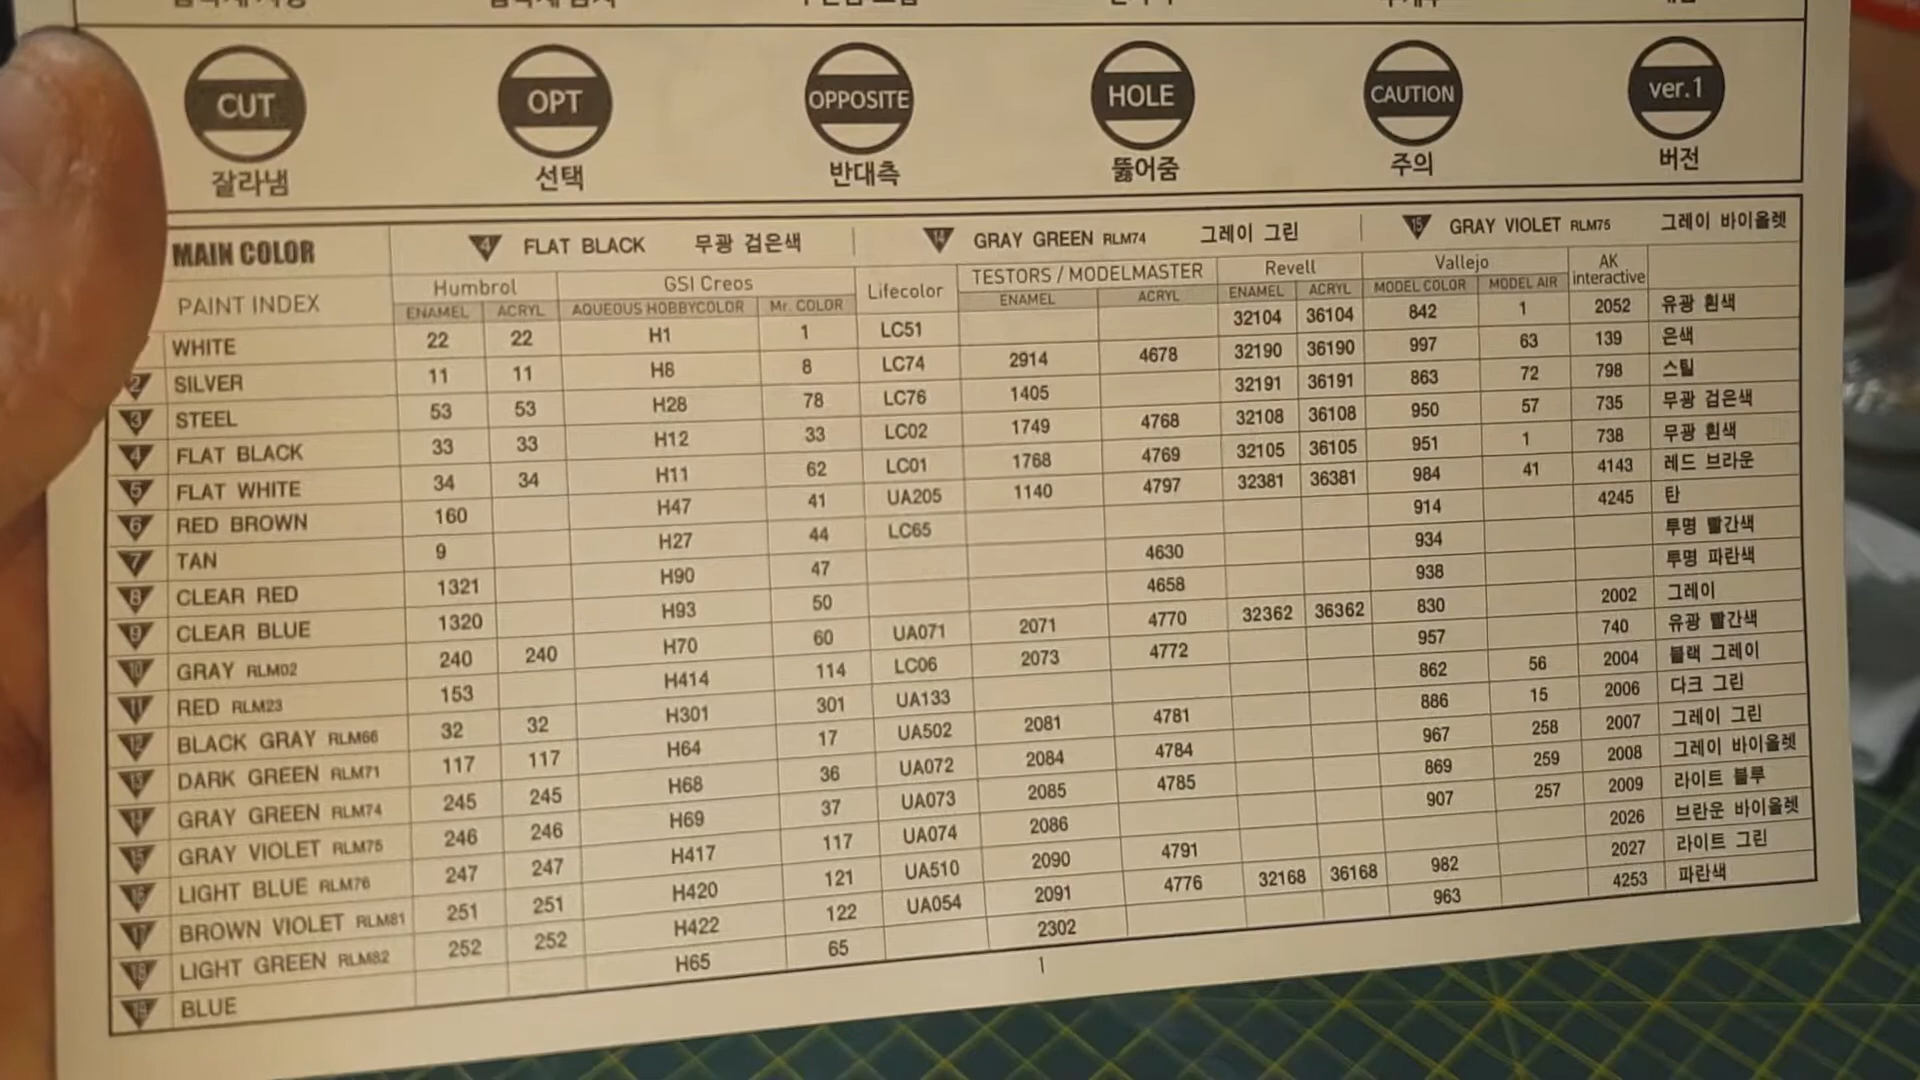 CUT OPT OPPOSITE HOLE CAUTION ver.1
잘라냄 선택 반대측 뚫어줌 주의 버전
MAIN COLOR 4 FLAT BLACK 무광 검은색 14 GRAY GREEN RLM74 그레이 그린 15 GRAY VIOLET RLM75 그레이 바이올렛
PAINT INDEX Humbrol GSI Creos Lifecolor TESTORS / MODELMASTER Revell Vallejo AK interactive
ENAMEL ACRYL AQUEOUS HOBBYCOLOR Mr. COLOR ENAMEL ACRYL ENAMEL ACRYL MODEL COLOR MODEL AIR
WHITE 22 22 H1 1 LC51 32104 36104 842 1 2052 유광 흰색
2 SILVER 11 11 H8 8 LC74 2914 4678 32190 36190 997 63 139 은색
3 STEEL 53 53 H28 78 LC76 1405 32191 36191 863 72 798 스틸
4 FLAT BLACK 33 33 H12 33 LC02 1749 4768 32108 36108 950 57 735 무광 검은색
5 FLAT WHITE 34 34 H11 62 LC01 1768 4769 32105 36105 951 1 738 무광 흰색
6 RED BROWN 160 H47 41 UA205 1140 4797 32381 36381 984 41 4143 레드 브라운
7 TAN 9 H27 44 LC65 914 4245 탄
8 CLEAR RED 1321 H90 47 4630 934 투명 빨간색
9 CLEAR BLUE 1320 H93 50 4658 938 투명 파란색
10 GRAY RLM02 240 240 H70 60 UA071 2071 4770 32362 36362 830 2002 그레이
11 RED RLM23 153 H414 114 LC06 2073 4772 957 740 유광 빨간색
12 BLACK GRAY RLM66 32 32 H301 301 UA133 862 56 2004 블랙 그레이
13 DARK GREEN RLM71 117 117 H64 17 UA502 2081 4781 886 15 2006 다크 그린
14 GRAY GREEN RLM74 245 245 H68 36 UA072 2084 4784 967 258 2007 그레이 그린
15 GRAY VIOLET RLM75 246 246 H69 37 UA073 2085 4785 869 259 2008 그레이 바이올렛
16 LIGHT BLUE RLM76 247 247 H417 117 UA074 2086 907 257 2009 라이트 블루
17 BROWN VIOLET RLM81 251 251 H420 121 UA510 2090 4791 2026 브라운 바이올렛
18 LIGHT GREEN RLM82 252 252 H422 122 UA054 2091 4776 32168 36168 982 2027 라이트 그린
19 BLUE H65 65 2302 963 4253 파란색
1